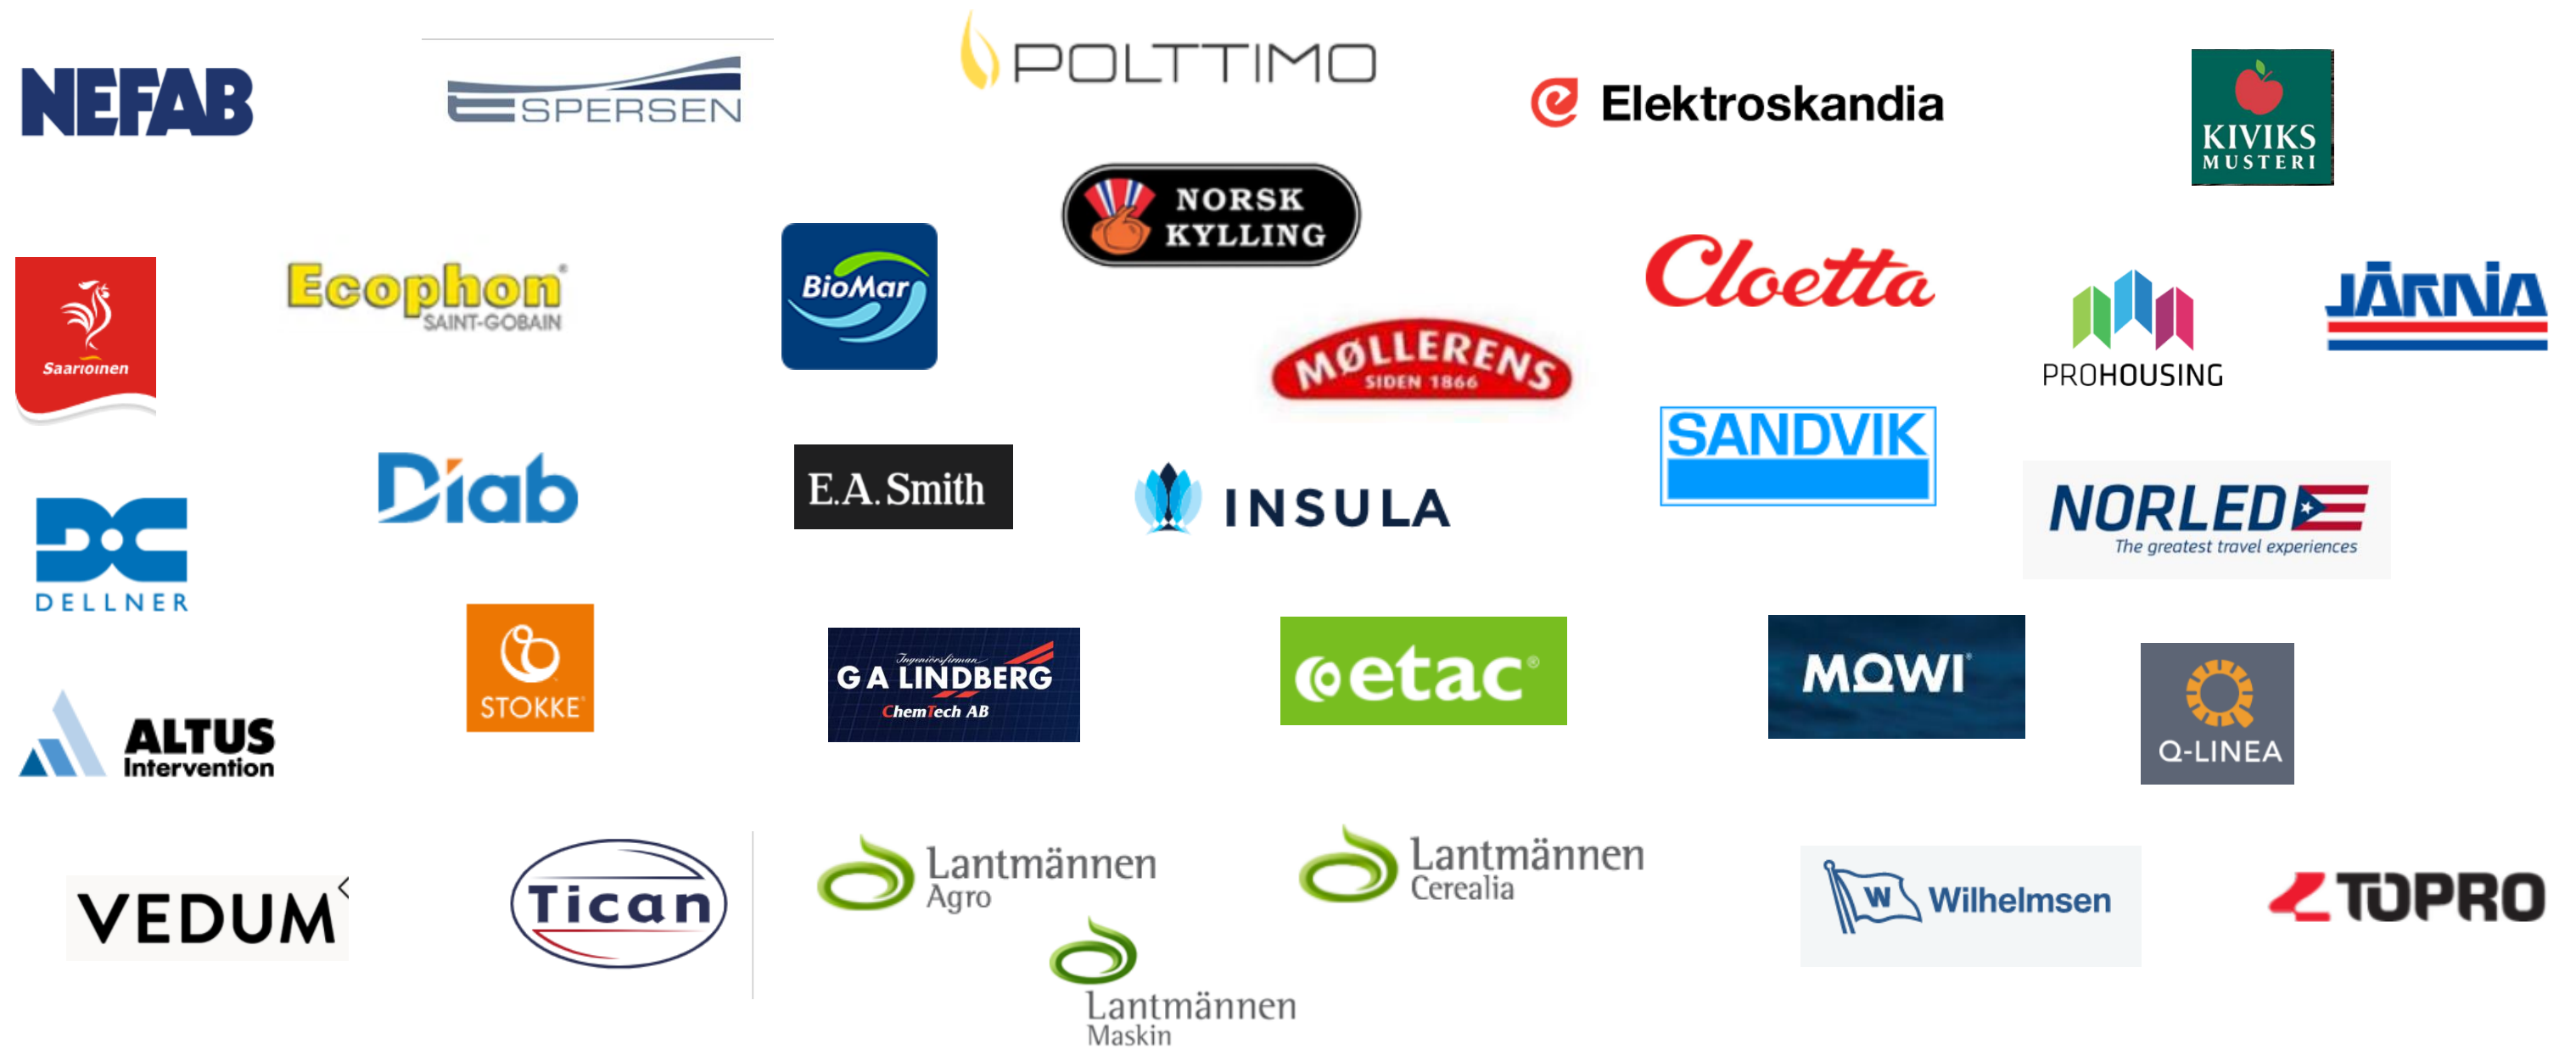 NEFAB
ESPERSEN
POLTTIMO
Elektroskandia
KIVIKS
MUSTERI
NORSK
KYLLING
Saarioinen
Ecophon®
SAINT-GOBAIN
BioMar
Cloetta
MØLLERENS
SIDEN 1866
PROHOUSING
JÄRNIA
DELLNER
Diab
E.A. Smith
INSULA
SANDVIK
NORLED
The greatest travel experiences
ALTUS
Intervention
STOKKE
Ingeniörsfirman
G A LINDBERG
ChemTech AB
etac®
MOWI®
Q-LINEA
VEDUM
Tican
Lantmännen
Agro
Lantmännen
Maskin
Lantmännen
Cerealia
W Wilhelmsen
TOPRO